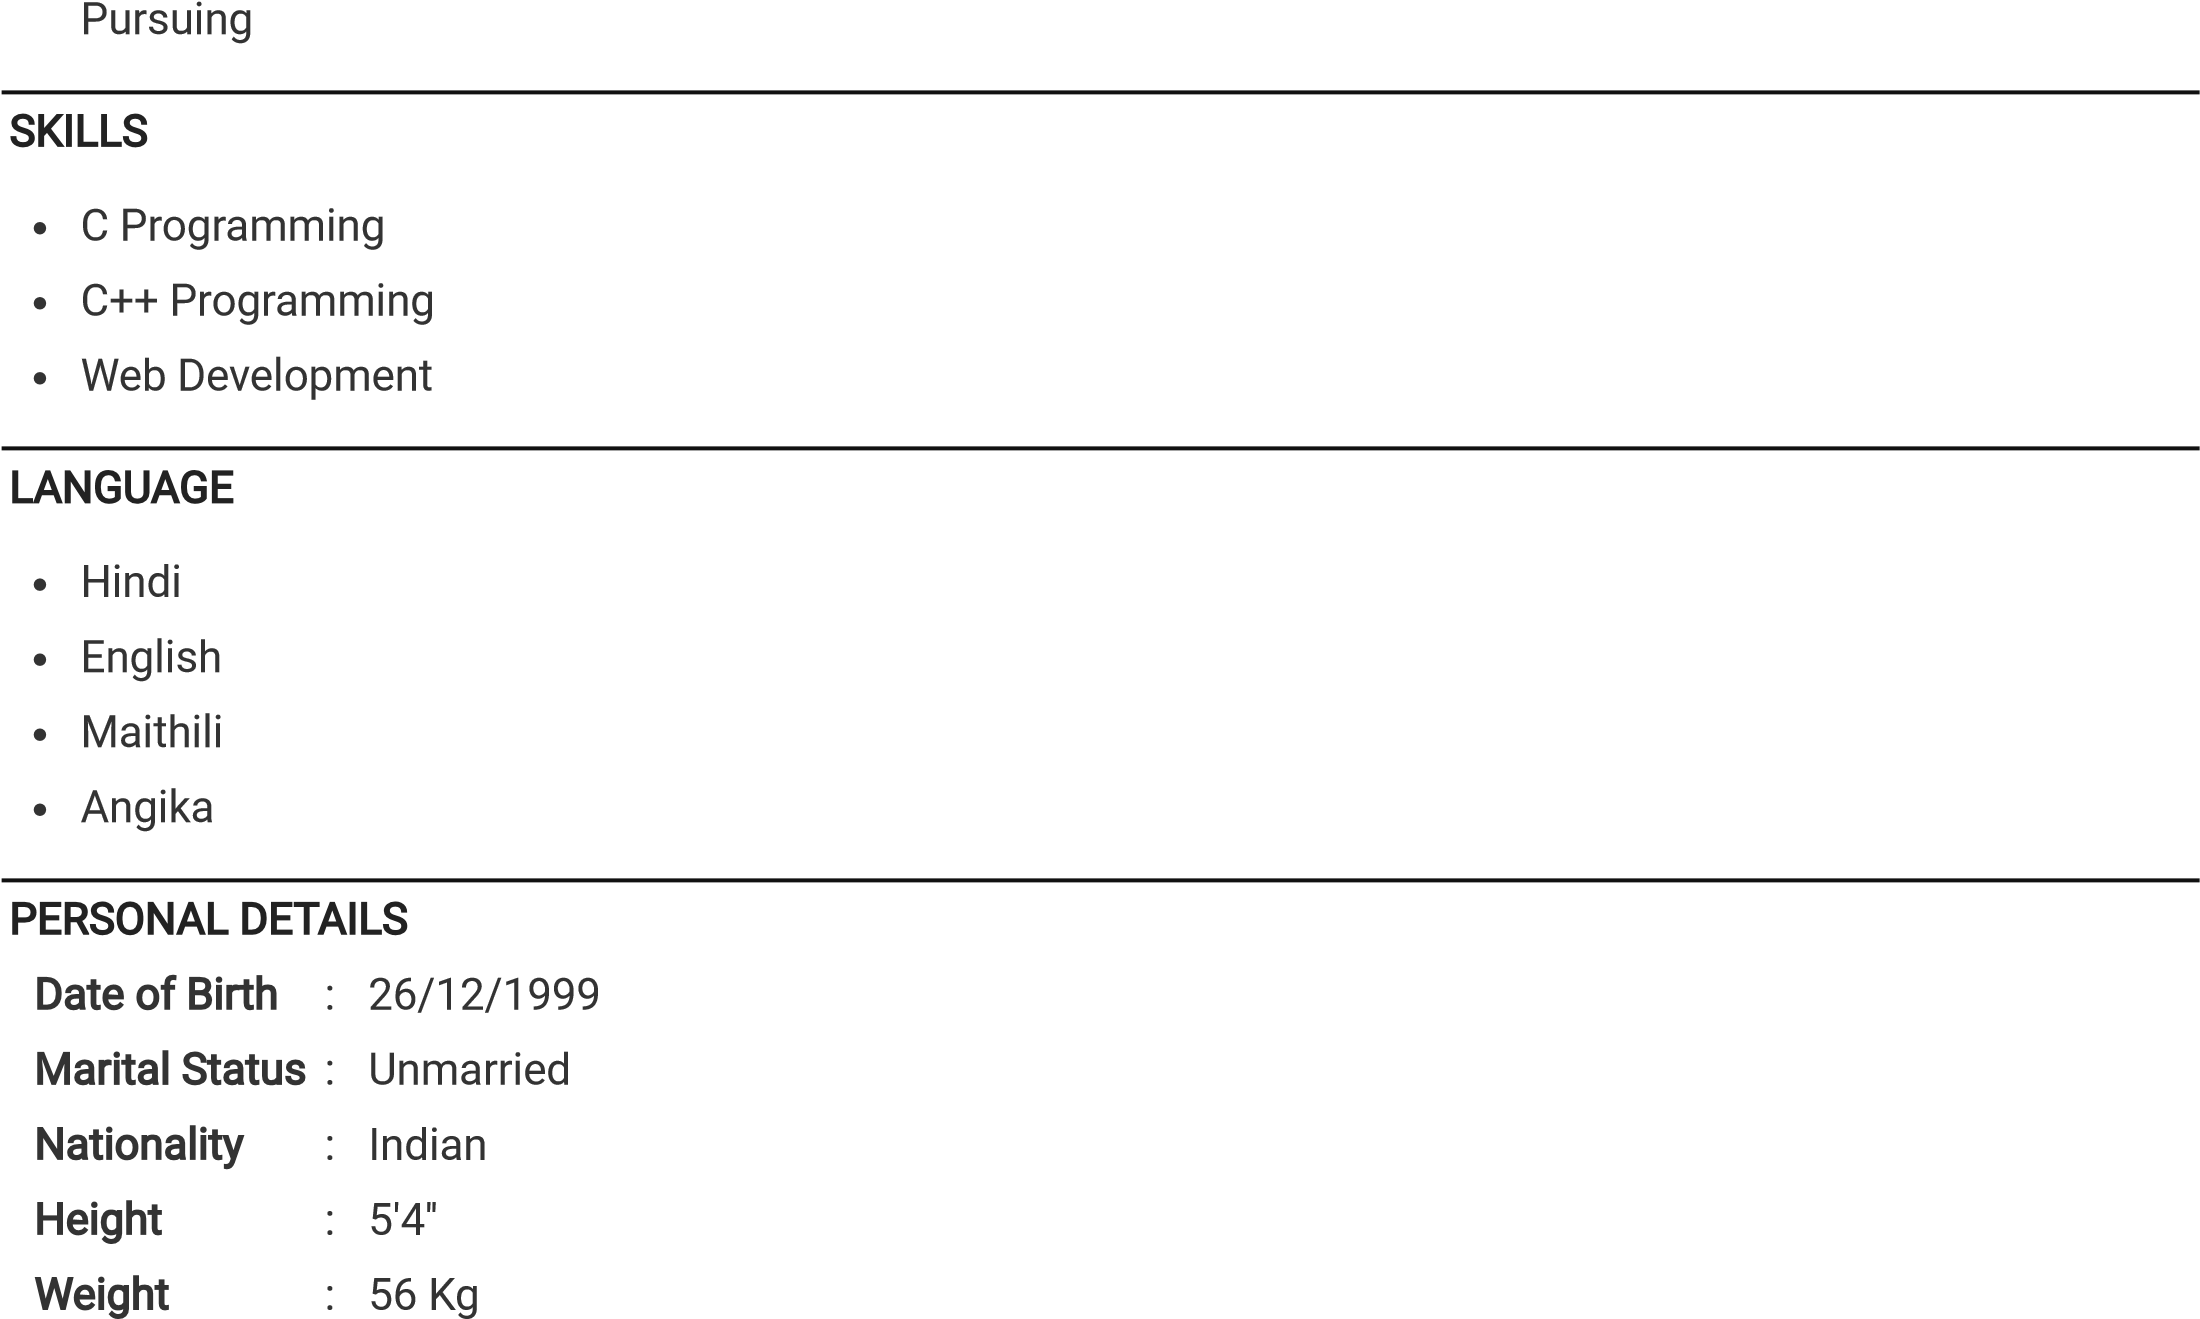 Pursuing
SKILLS
• C Programming
• C++ Programming
• Web Development
LANGUAGE
• Hindi
• English
• Maithili
• Angika
PERSONAL DETAILS
Date of Birth : 26/12/1999
Marital Status : Unmarried
Nationality : Indian
Height : 5'4"
Weight : 56 Kg